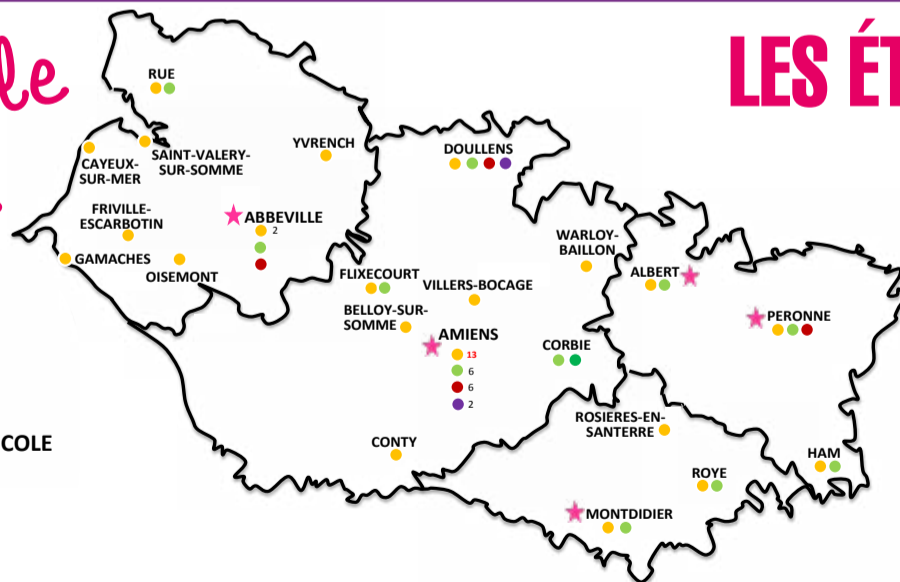 le
LES ÉT
RUE
CAYEUX-
SUR-MER
SAINT-VALERY-
SUR-SOMME
YVRENCH
DOULLENS
FRIVILLE-
ESCARBOTIN
ABBEVILLE
2
GAMACHES
OISEMONT
WARLOY-
BAILLON
ALBERT
FLIXECOURT
VILLERS-BOCAGE
BELLOY-SUR-
SOMME
AMIENS
13
6
6
2
PERONNE
CORBIE
ROSIERES-EN-
SANTERRE
COLE
CONTY
HAM
ROYE
MONTDIDIER